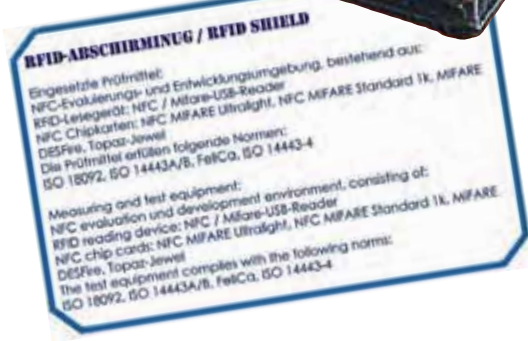 RFID-ABSCHIRMINUG / RFID SHIELD
Eingesetzte Prüfmittel:
NFC-Evaluierungs- und Entwicklungsumgebung, bestehend aus:
RFID-Lesegerät: NFC / Mifare-USB-Reader
NFC Chipkarten: NFC MIFARE Ultralight, NFC MIFARE Standard 1k, MIFARE
DESFire, Topaz-Jewel
Die Prüfmittel erfüllen folgende Normen:
ISO 18092, ISO 14443A/B, FeliCa, ISO 14443-4
Measuring and test equipment:
NFC evaluation und development environment, consisting of:
RFID reading device: NFC / Mifare-USB-Reader
NFC chip cards: NFC MIFARE Ultralight, NFC MIFARE Standard 1k, MIFARE
DESFire, Topaz-Jewel
The test equipment complies with the following norms:
ISO 18092, ISO 14443A/B, FeliCa, ISO 14443-4